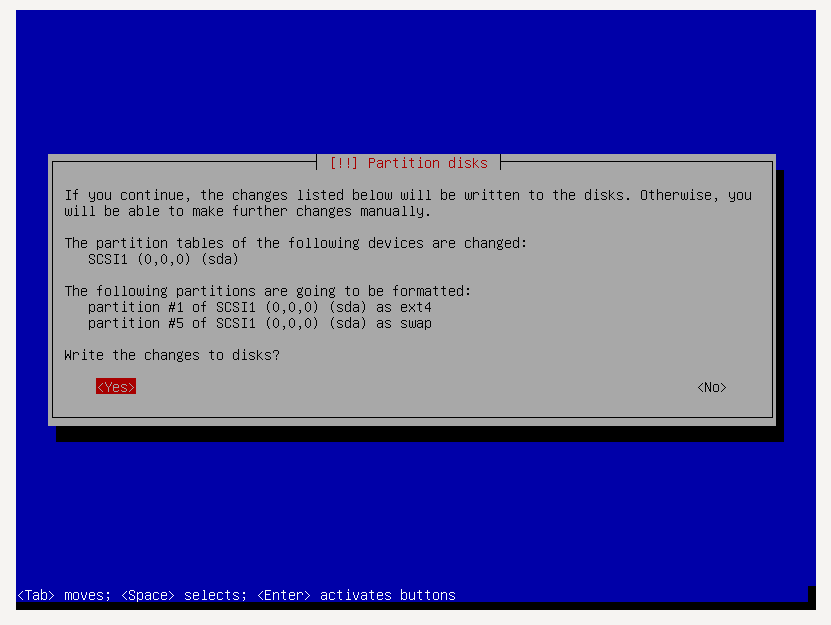 [!!] Partition disks
If you continue, the changes listed below will be written to the disks. Otherwise, you
will be able to make further changes manually.
The partition tables of the following devices are changed:
SCSI1 (0,0,0) (sda)
The following partitions are going to be formatted:
partition #1 of SCSI1 (0,0,0) (sda) as ext4
partition #5 of SCSI1 (0,0,0) (sda) as swap
Write the changes to disks?
<Yes> <No>
<Tab> moves; <Space> selects; <Enter> activates buttons